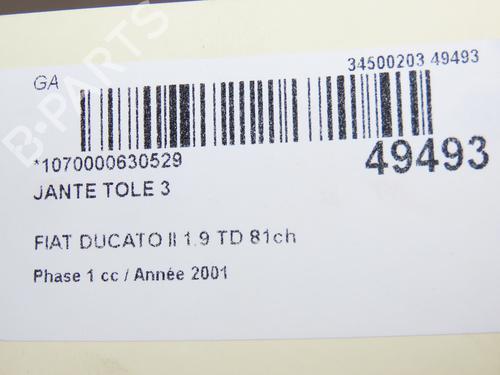 GA
34500203 49493
*1070000630529
49493
JANTE TOLE 3
FIAT DUCATO II 1.9 TD 81ch
Phase 1 cc / Année 2001
B-PARTS